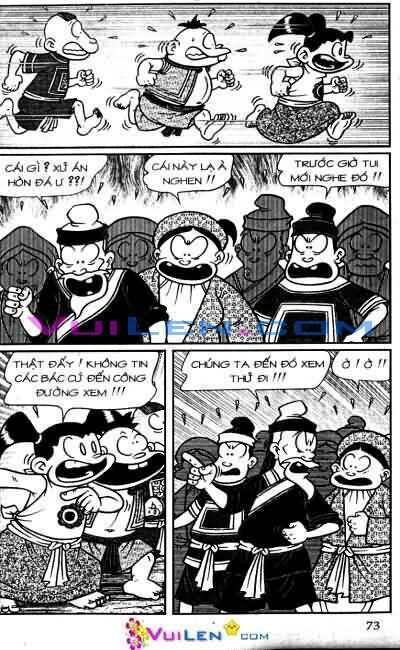 CÁI GÌ? XỬ ÁN
HÒN ĐÁ Ư??!
CÁI NÀY LẠ À
NGHEN!!
TRƯỚC GIỜ TUI
MỚI NGHE ĐÓ!!
VUILEN.COM
THẬT ĐẤY! KHÔNG TIN
CÁC BÁC CỨ ĐẾN CÔNG
ĐƯỜNG XEM!!!
CHÚNG TA ĐẾN ĐÓ XEM
THỬ ĐI!!!
Ờ! Ờ!!
73
VUILEN.COM